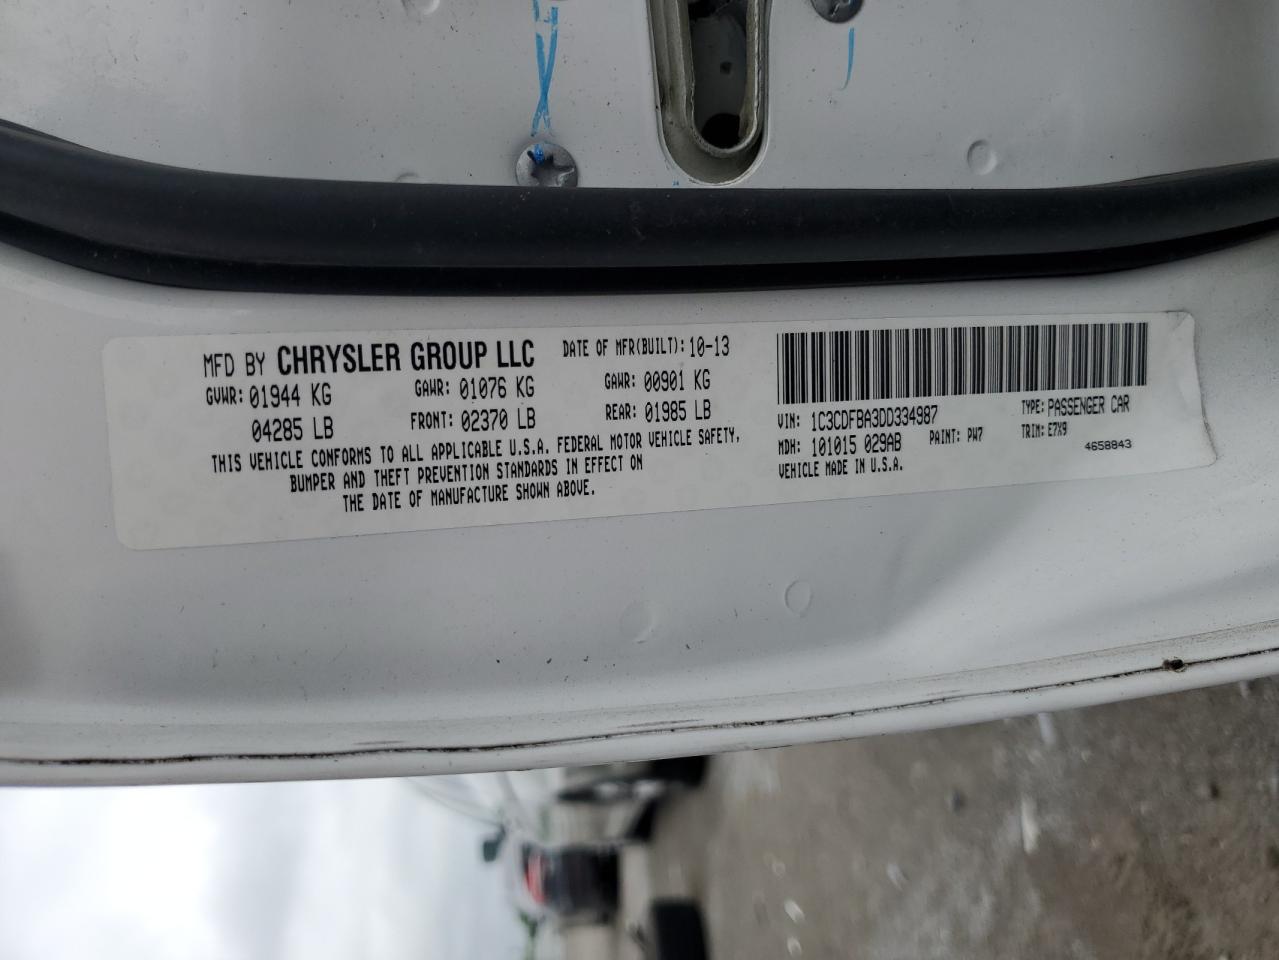 MFD BY CHRYSLER GROUP LLC DATE OF MFR(BUILT): 10-13
GVWR: 01944 KG GAWR: 01076 KG GAWR: 00901 KG
04285 LB FRONT: 02370 LB REAR: 01985 LB
THIS VEHICLE CONFORMS TO ALL APPLICABLE U.S.A. FEDERAL MOTOR VEHICLE SAFETY,
BUMPER AND THEFT PREVENTION STANDARDS IN EFFECT ON
THE DATE OF MANUFACTURE SHOWN ABOVE.
VIN: 1C3CDFBA3DD334987 TYPE: PASSENGER CAR
MDH: 101015 029AB PAINT: PW7 TRIM: E7X9
VEHICLE MADE IN U.S.A. 4658843